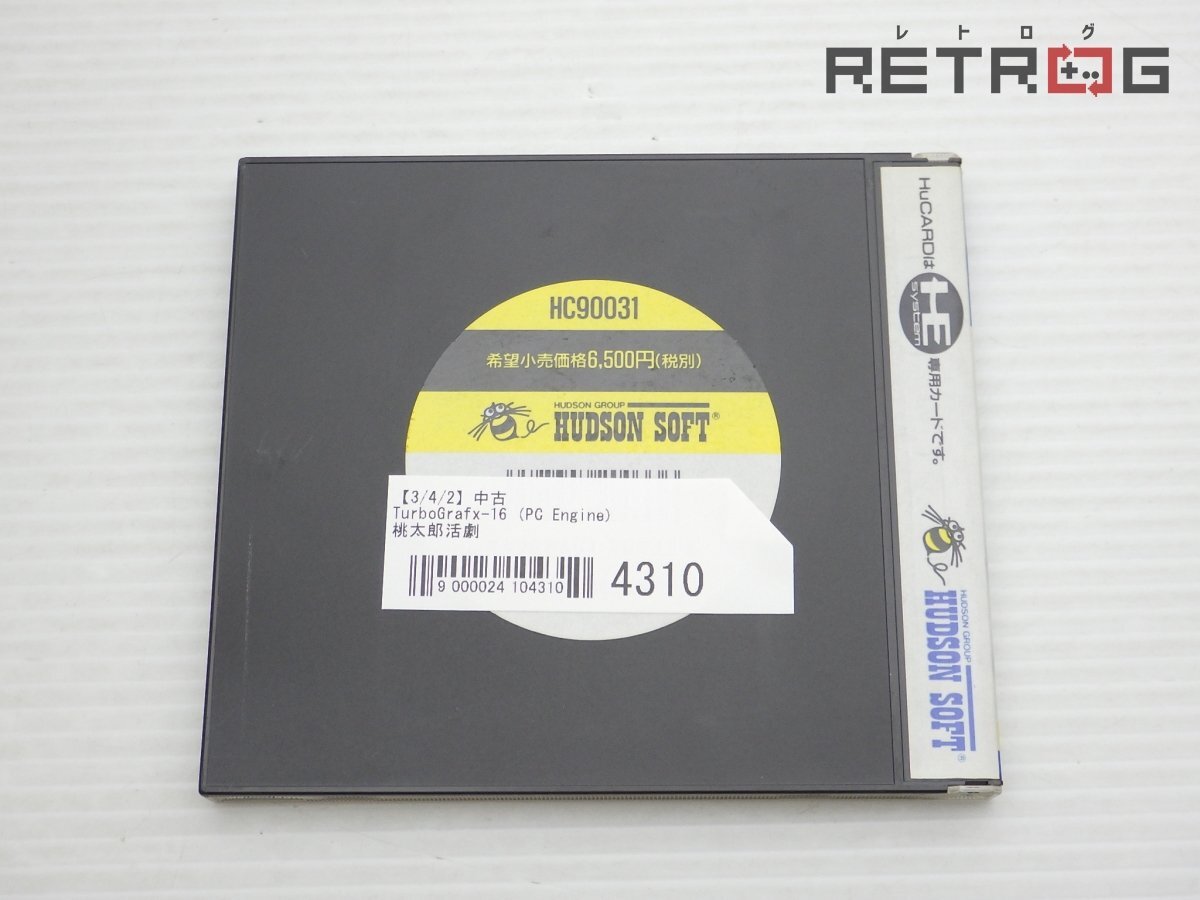 レトログ
RETROG
HC90031
希望小売価格6,500円(税別)
HUDSON GROUP
HUDSON SOFT®
【3/4/2】中古
TurboGrafx-16 (PC Engine)
桃太郎活劇
9 000024 104310
4310
HuCARDは
HE
system
専用カードです。
HUDSON GROUP
HUDSON SOFT®